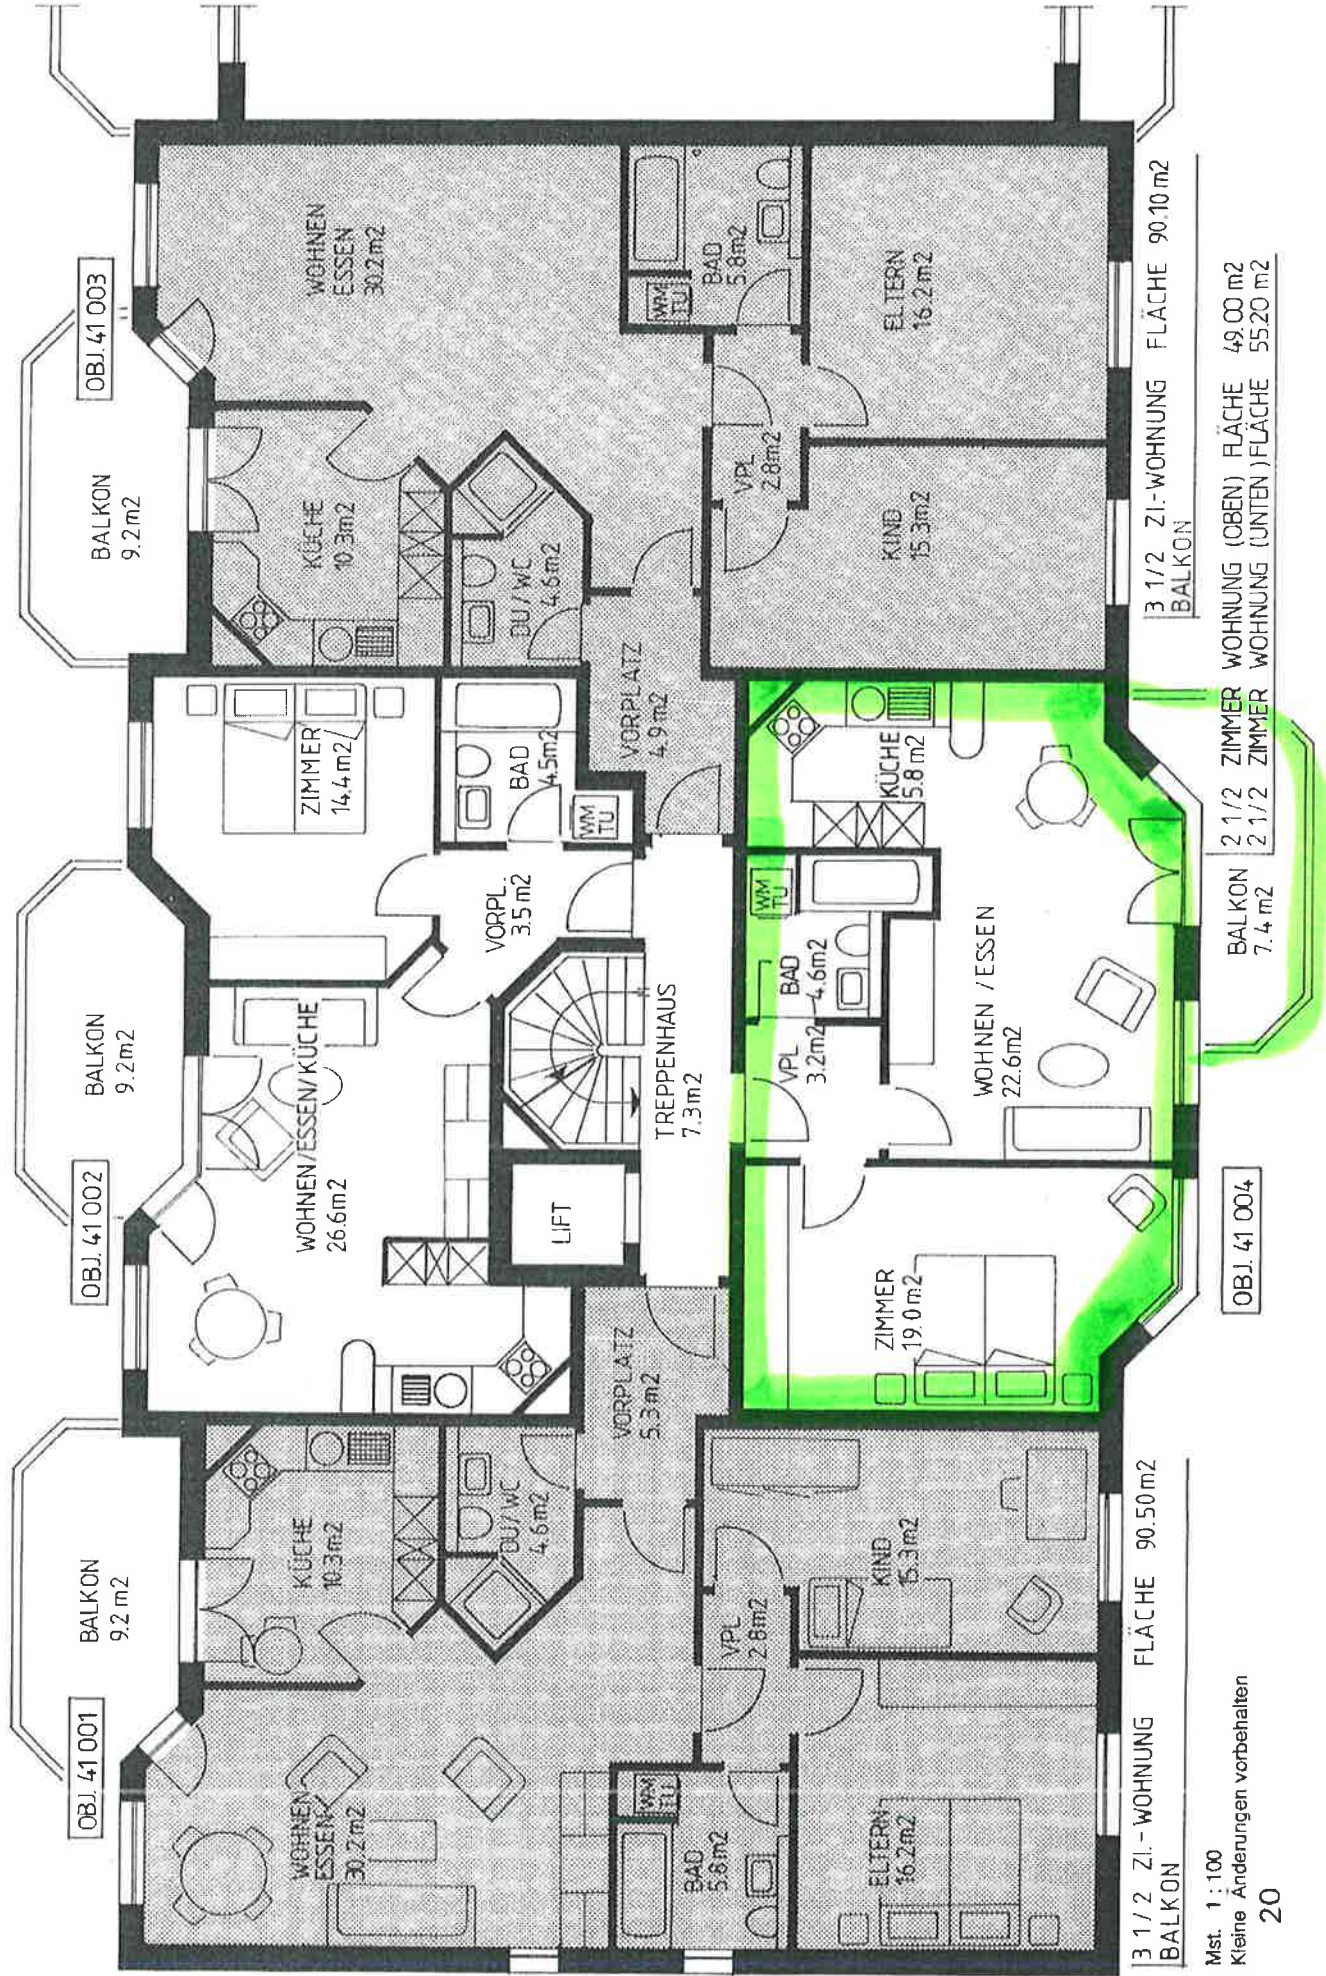 OBJ. 41 001
OBJ. 41 002
OBJ. 41 003
BALKON
9.2 m2
BALKON
9.2m2
BALKON
9.2m2
WOHNEN
ESSEN
30.2m2
KÜCHE
10.3m2
DU/WC
4.6m2
BAD
5.8m2
VPL
2.8m2
ELTERN
16.2m2
KIND
15.3m2
VORPLATZ
5.3m2
WM
TU
WOHNEN/ESSEN/KÜCHE
26.6m2
ZIMMER
14.4m2
VORPL.
3.5m2
BAD
4.5m2
WM
TU
LIFT
TREPPENHAUS
7.3m2
WOHNEN
ESSEN
30.2m2
KÜCHE
10.3m2
DU/WC
4.6m2
VORPLATZ
4.9m2
BAD
5.8m2
WM
TU
VPL
2.8m2
KIND
15.3m2
ELTERN
16.2m2
ZIMMER
19.0m2
VPL
3.2m2
BAD
4.6m2
WM
TU
KÜCHE
5.8m2
WOHNEN /ESSEN
22.6m2
BALKON
7.4m2
OBJ. 41 004
3 1/2 ZI.-WOHNUNG FLÄCHE 90.50m2
BALKON
3 1/2 ZI.-WOHNUNG FLÄCHE 90.10m2
BALKON
2 1/2 ZIMMER WOHNUNG (OBEN) FLÄCHE 49.00 m2
2 1/2 ZIMMER WOHNUNG (UNTEN) FLÄCHE 55.20 m2
Mst. 1 : 100
Kleine Änderungen vorbehalten
20